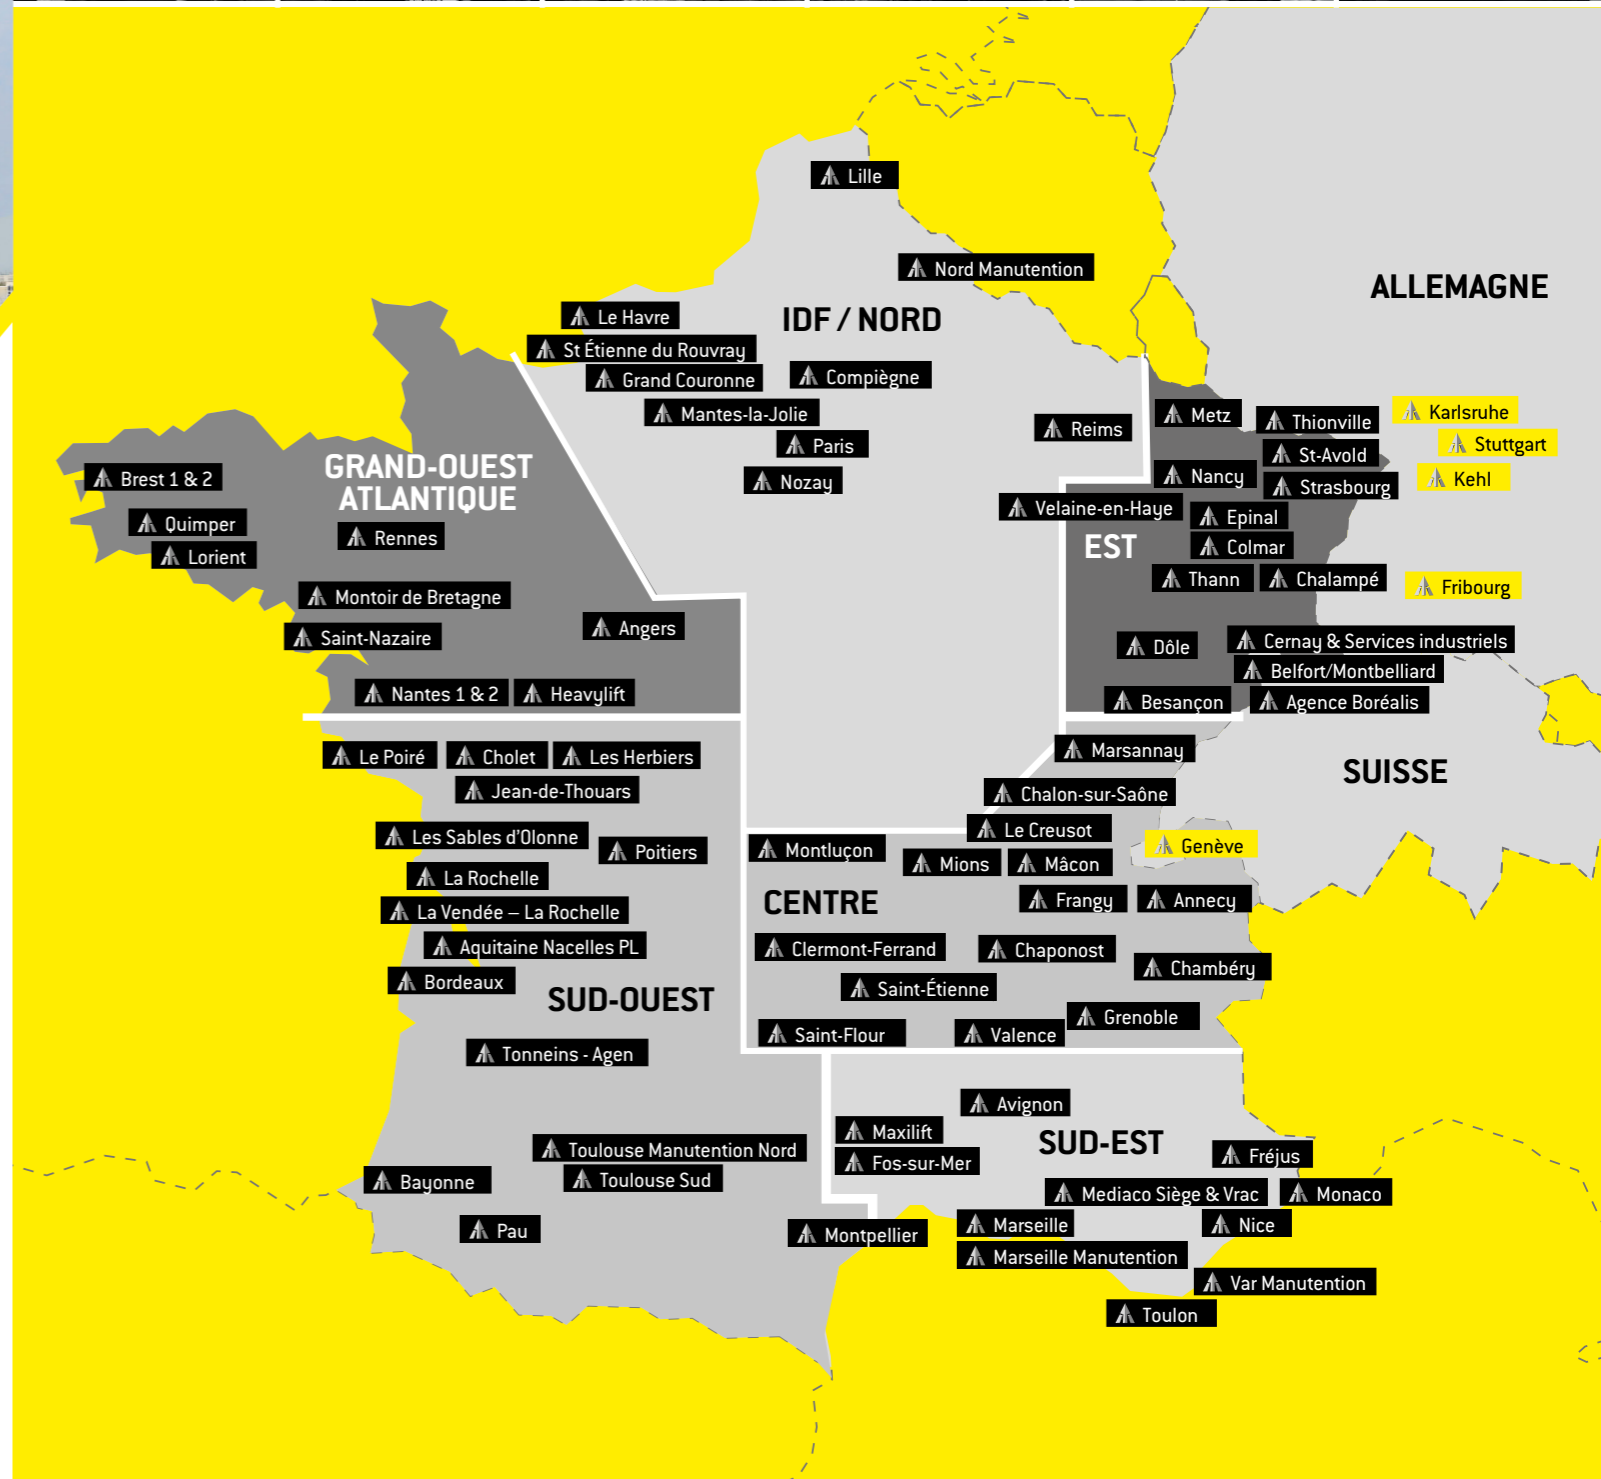 Lille
Nord Manutention
ALLEMAGNE
IDF / NORD
Le Havre
St Étienne du Rouvray
Grand Couronne
Compiègne
Mantes-la-Jolie
Paris
Nozay
Reims
Metz
Thionville
St-Avold
Nancy
Strasbourg
Velaine-en-Haye
Epinal
EST
Colmar
Thann
Chalampé
Dôle
Cernay & Services industriels
Belfort/Montbelliard
Besançon
Agence Boréalis
Karlsruhe
Stuttgart
Kehl
Fribourg
GRAND-OUEST
ATLANTIQUE
Brest 1 & 2
Quimper
Lorient
Rennes
Montoir de Bretagne
Saint-Nazaire
Angers
Nantes 1 & 2
Heavylift
Le Poiré
Cholet
Les Herbiers
Jean-de-Thouars
Les Sables d'Olonne
Poitiers
La Rochelle
La Vendée – La Rochelle
Aquitaine Nacelles PL
Bordeaux
SUD-OUEST
Tonneins - Agen
Toulouse Manutention Nord
Toulouse Sud
Bayonne
Pau
Montpellier
Marsannay
SUISSE
Chalon-sur-Saône
Le Creusot
Montluçon
Mions
Mâcon
Genève
CENTRE
Frangy
Annecy
Clermont-Ferrand
Chaponost
Chambéry
Saint-Étienne
Grenoble
Saint-Flour
Valence
Avignon
Maxilift
SUD-EST
Fos-sur-Mer
Fréjus
Mediaco Siège & Vrac
Monaco
Marseille
Nice
Marseille Manutention
Var Manutention
Toulon